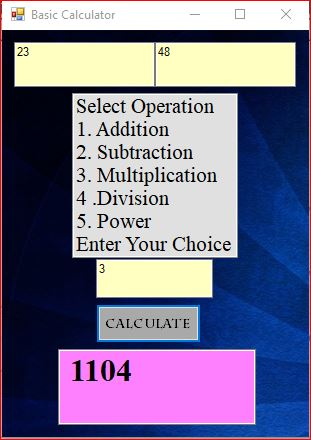 Basic Calculator
23 48
Select Operation
1. Addition
2. Subtraction
3. Multiplication
4 .Division
5. Power
Enter Your Choice
3
CALCULATE
1104